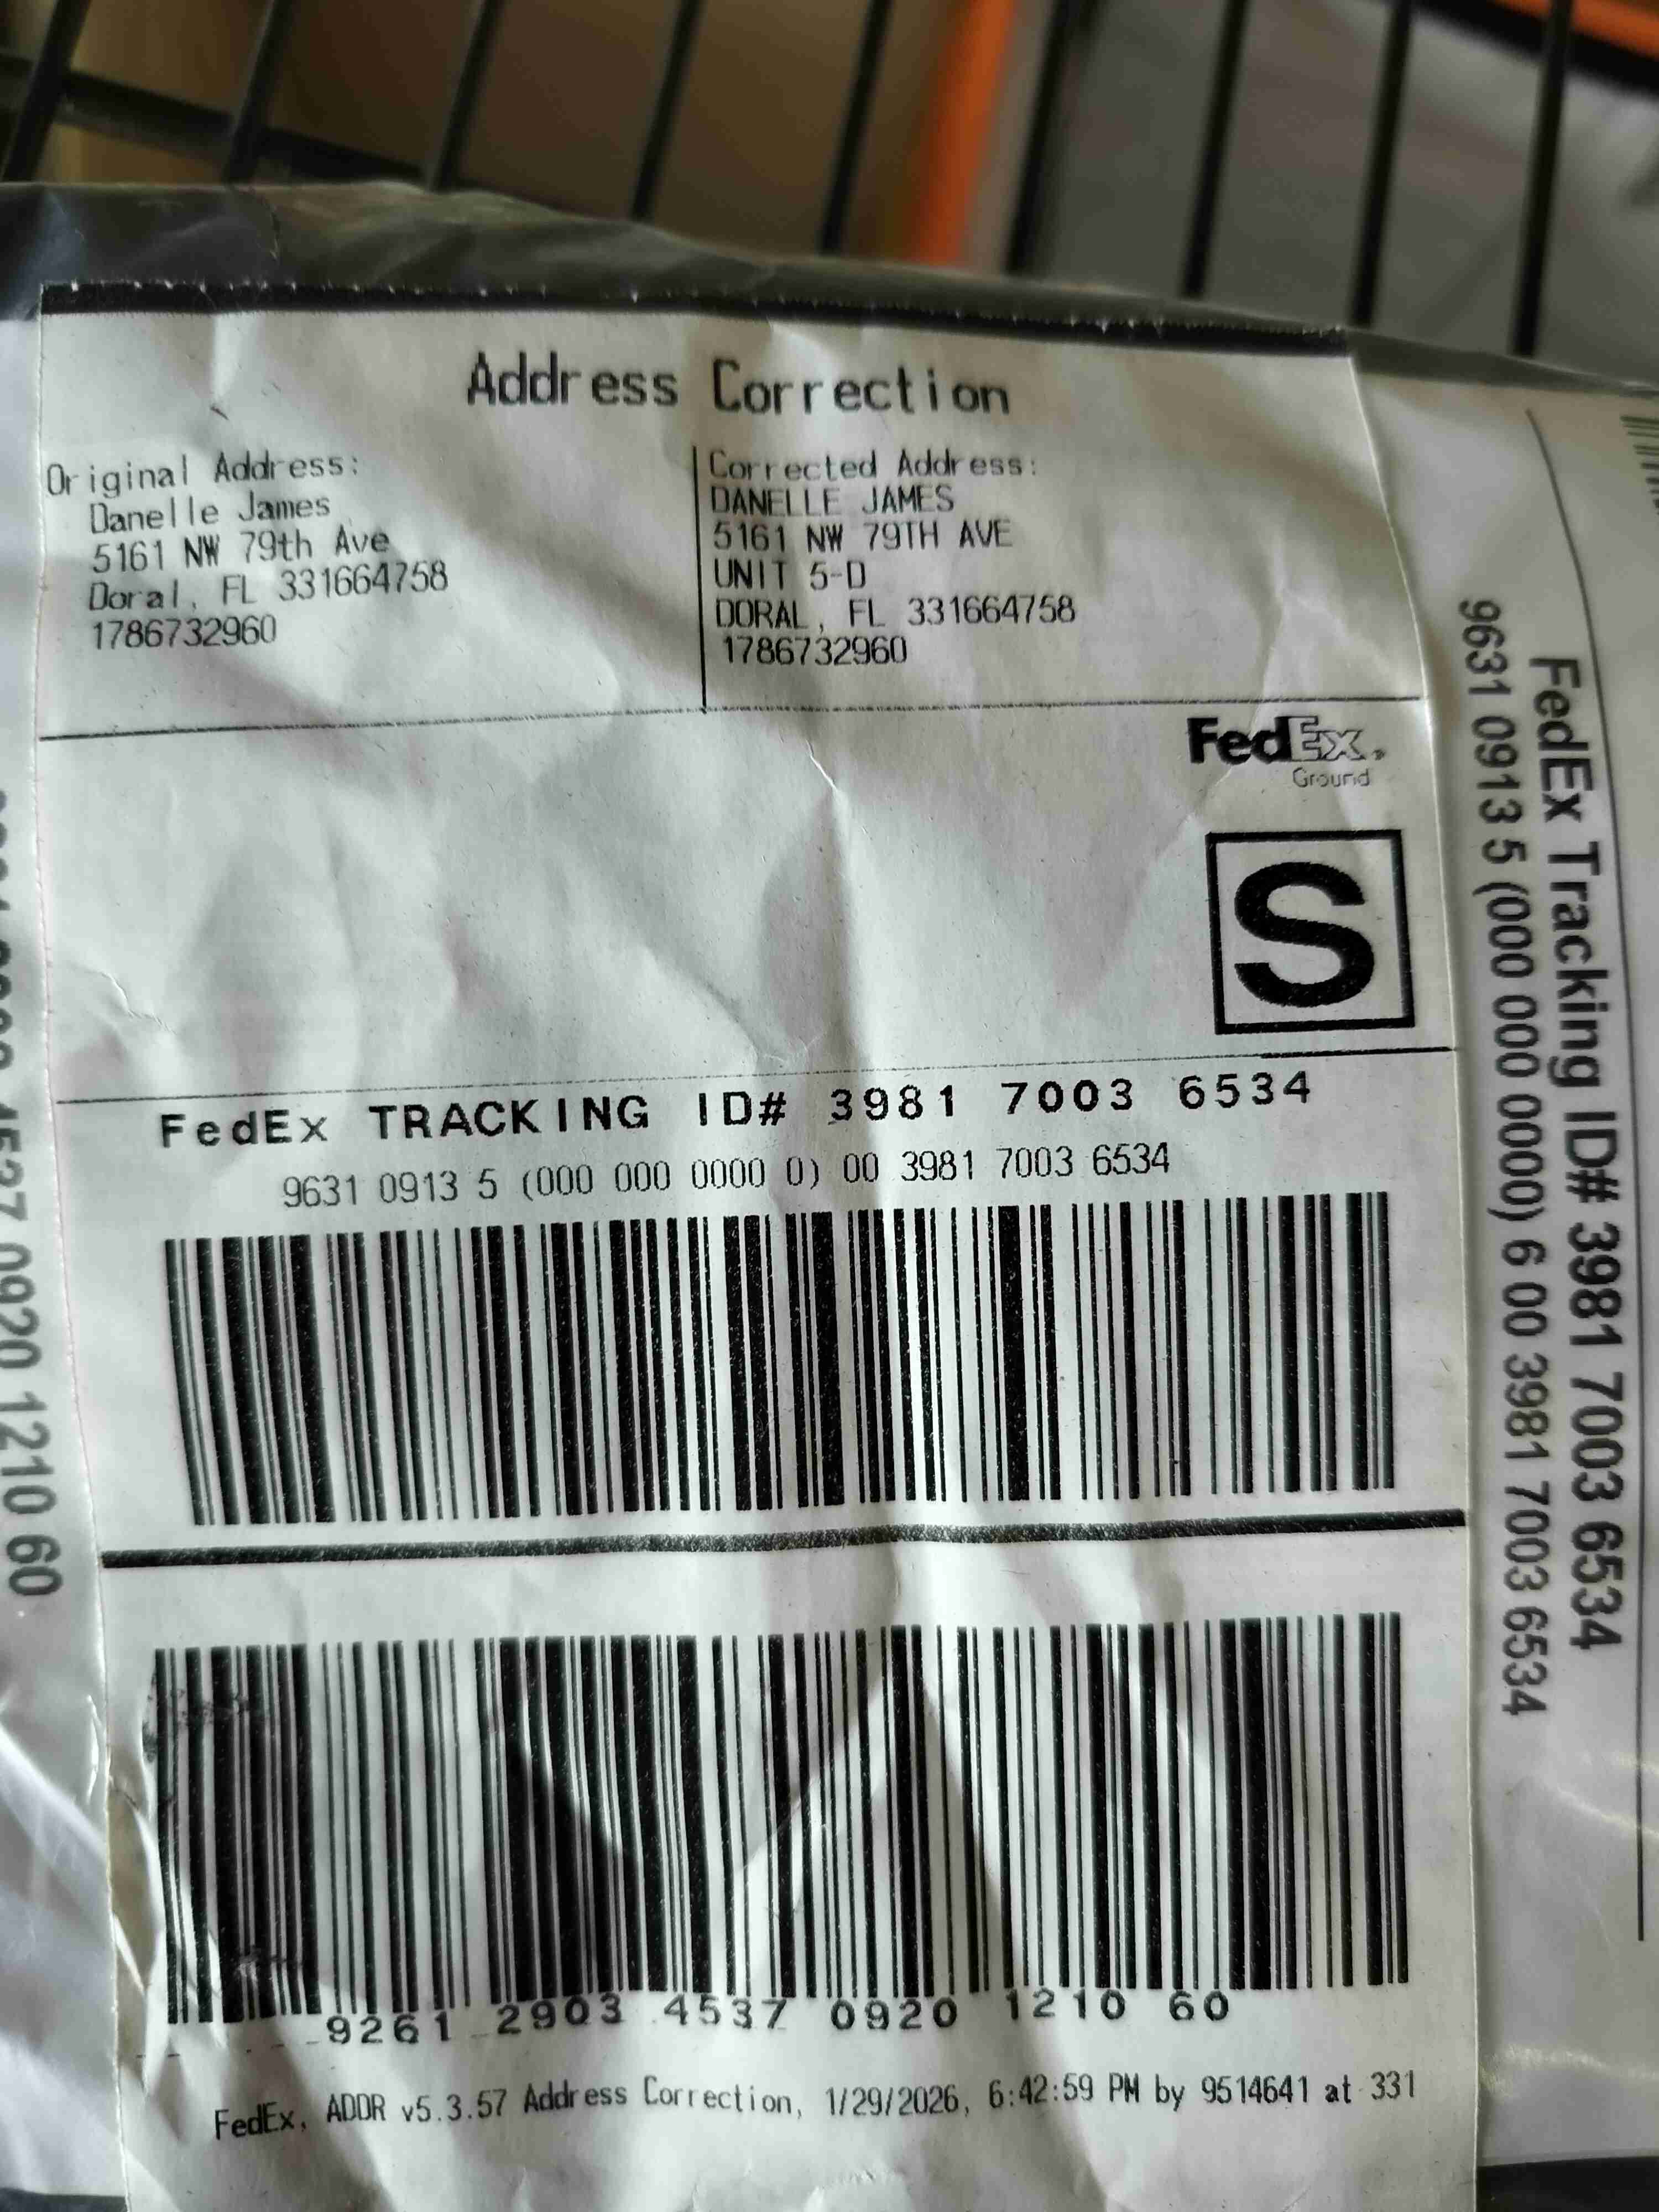 Address Correction
Original Address:
Danelle James
5161 NW 79th Ave
Doral, FL 331664758
1786732960
Corrected Address:
DANELLE JAMES
5161 NW 79TH AVE
UNIT 5-D
DORAL, FL 331664758
1786732960
FedEx®
Ground
S
FedEx TRACKING ID# 3981 7003 6534
9631 0913 5 (000 000 0000 0) 00 3981 7003 6534
9261 2903 4537 0920 1210 60
FedEx, ADDR v5.3.57 Address Correction, 1/29/2026, 6:42:59 PM by 9514641 at 331
FedEx Tracking ID# 3981 7003 6534
9631 0913 5 (000 000 0000) 6 00 3981 7003 6534
4537 0920 1210 60